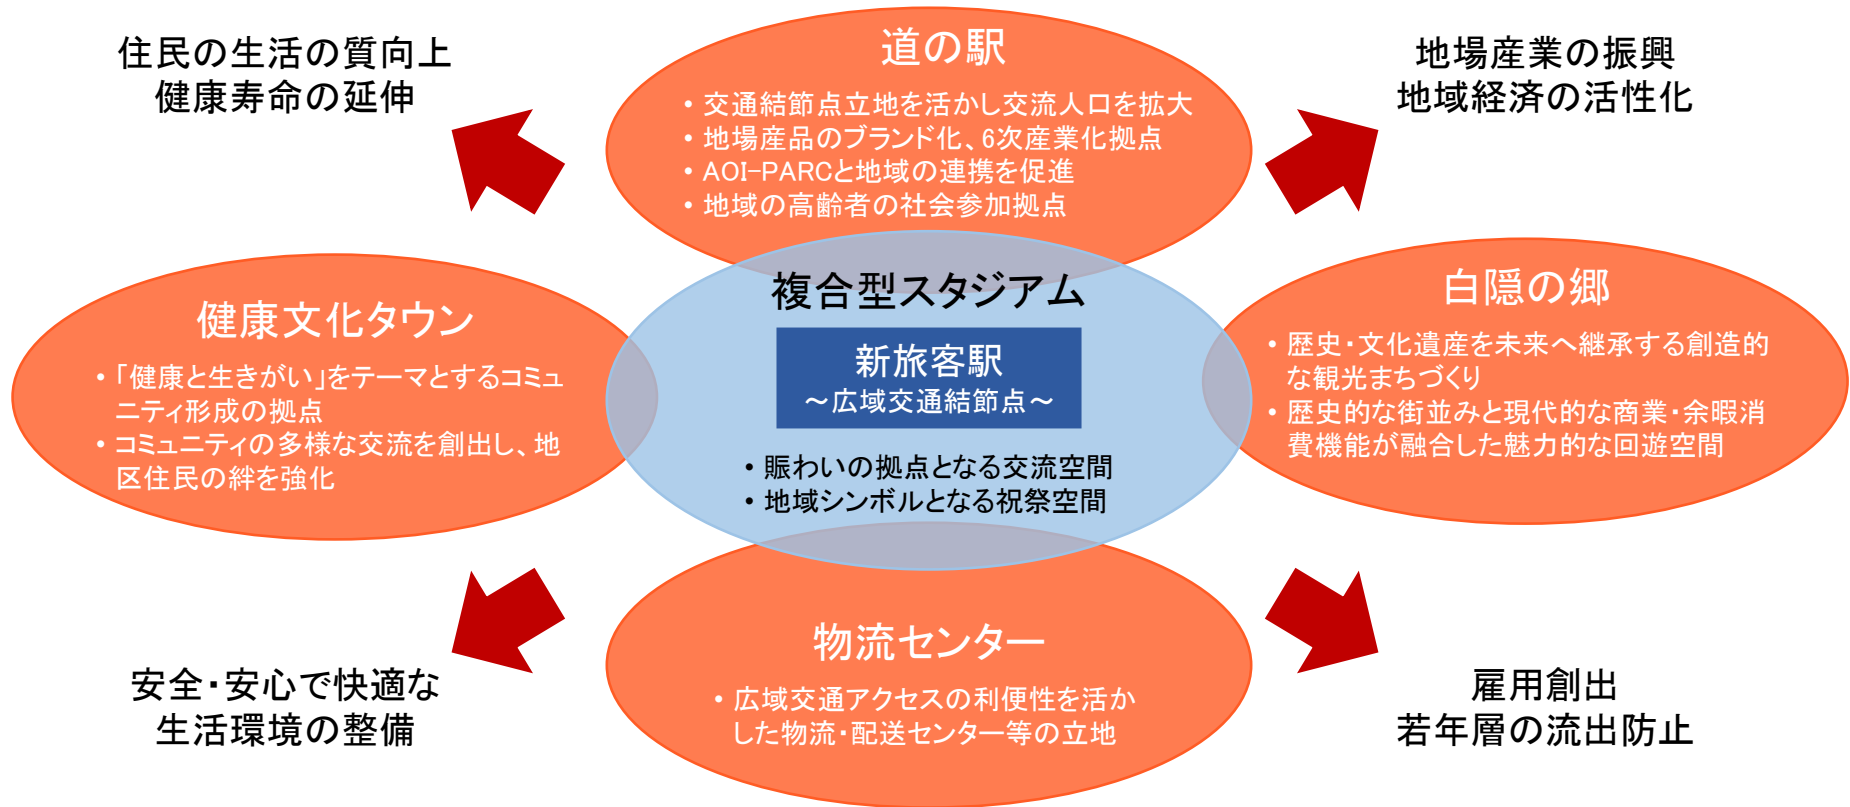 住民の生活の質向上
健康寿命の延伸
道の駅
• 交通結節点立地を活かし交流人口を拡大
• 地場産品のブランド化、6次産業化拠点
• AOI-PARCと地域の連携を促進
• 地域の高齢者の社会参加拠点
地場産業の振興
地域経済の活性化
健康文化タウン
• 「健康と生きがい」をテーマとするコミュ
ニティ形成の拠点
• コミュニティの多様な交流を創出し、地
区住民の絆を強化
複合型スタジアム
新旅客駅
～広域交通結節点～
• 賑わいの拠点となる交流空間
• 地域シンボルとなる祝祭空間
白隠の郷
• 歴史・文化遺産を未来へ継承する創造的
な観光まちづくり
• 歴史的な街並みと現代的な商業・余暇消
費機能が融合した魅力的な回遊空間
安全・安心で快適な
生活環境の整備
物流センター
• 広域交通アクセスの利便性を活か
した物流・配送センター等の立地
雇用創出
若年層の流出防止